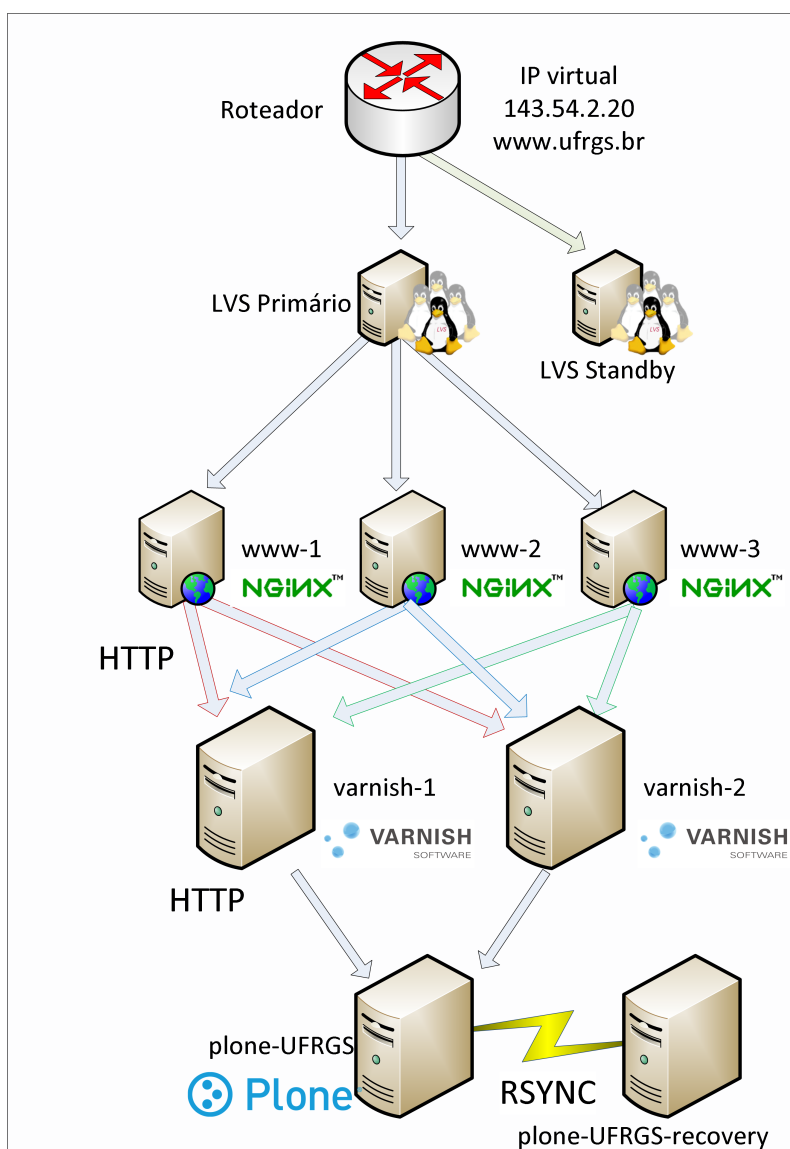 Roteador
IP virtual
143.54.2.20
www.ufrgs.br
LVS Primário
LVS
LVS
LVS Standby
www-1
NGiNX™
www-2
NGiNX™
www-3
NGiNX™
HTTP
varnish-1
VARNISH
SOFTWARE
varnish-2
VARNISH
SOFTWARE
HTTP
plone-UFRGS
Plone
RSYNC
plone-UFRGS-recovery